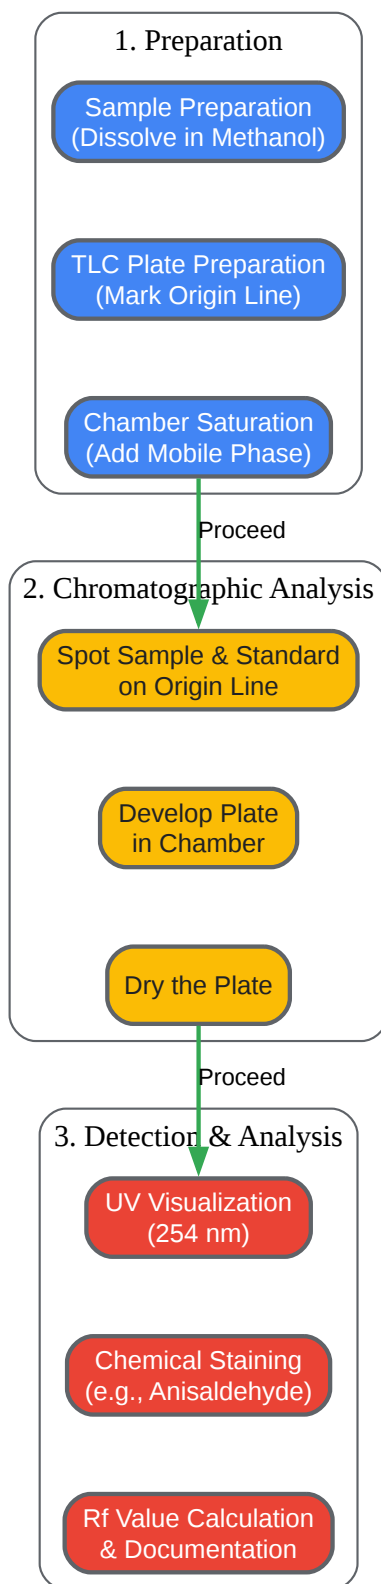 1. Preparation
Sample Preparation
(Dissolve in Methanol)
TLC Plate Preparation
(Mark Origin Line)
Chamber Saturation
(Add Mobile Phase)
Proceed
2. Chromatographic Analysis
Spot Sample & Standard
on Origin Line
Develop Plate
in Chamber
Dry the Plate
Proceed
3. Detection & Analysis
UV Visualization
(254 nm)
Chemical Staining
(e.g., Anisaldehyde)
Rf Value Calculation
& Documentation